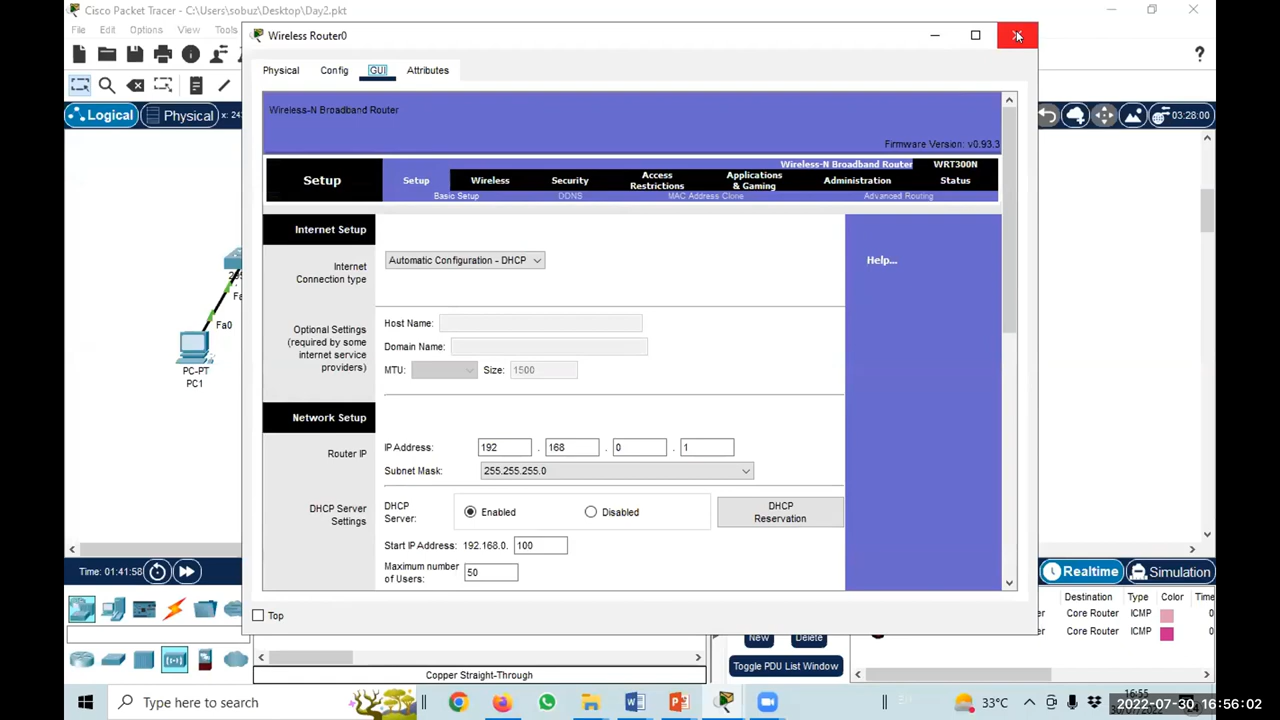 Cisco Packet Tracer - C:\Users\sobuz\Desktop\Day2.pkt
File Edit Options View Tools
Wireless Router0
Physical Config GUI Attributes
Logical Physical x: 24
03:28:00
Wireless-N Broadband Router
Firmware Version: v0.93.3
Wireless-N Broadband Router WRT300N
Setup Setup Wireless Security Access Restrictions Applications & Gaming Administration Status
Basic Setup DDNS MAC Address Clone Advanced Routing
Internet Setup
Internet
Connection type
Automatic Configuration - DHCP
Help...
Optional Settings
(required by some
internet service
providers)
Host Name:
Domain Name:
MTU: Size: 1500
Network Setup
Router IP
IP Address: 192 . 168 . 0 . 1
Subnet Mask: 255.255.255.0
DHCP Server
Settings
DHCP
Server:
Enabled Disabled
DHCP
Reservation
Start IP Address: 192.168.0. 100
Maximum number
of Users:
50
Fa0
PC-PT
PC1
Top
Time: 01:41:58
Realtime Simulation
Destination Type Color Time
Core Router ICMP 0
Core Router ICMP 0
New Delete
Toggle PDU List Window
Copper Straight-Through
Type here to search
33°C
16:55
2022-07-30 16:56:02